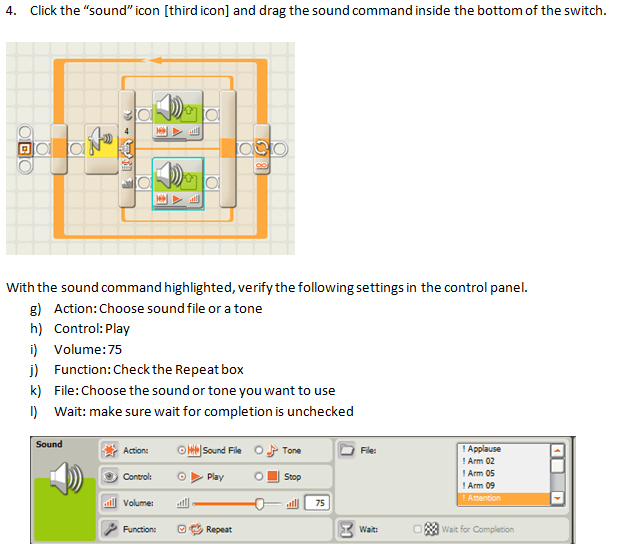 4. Click the “sound” icon [third icon] and drag the sound command inside the bottom of the switch.
4
With the sound command highlighted, verify the following settings in the control panel.
g) Action: Choose sound file or a tone
h) Control: Play
i) Volume: 75
j) Function: Check the Repeat box
k) File: Choose the sound or tone you want to use
l) Wait: make sure wait for completion is unchecked
Sound
Action: Sound File Tone
Control: Play Stop
Volume: 75
Function: Repeat
File:
! Applause
! Arm 02
! Arm 05
! Arm 09
! Attention
Wait: Wait for Completion